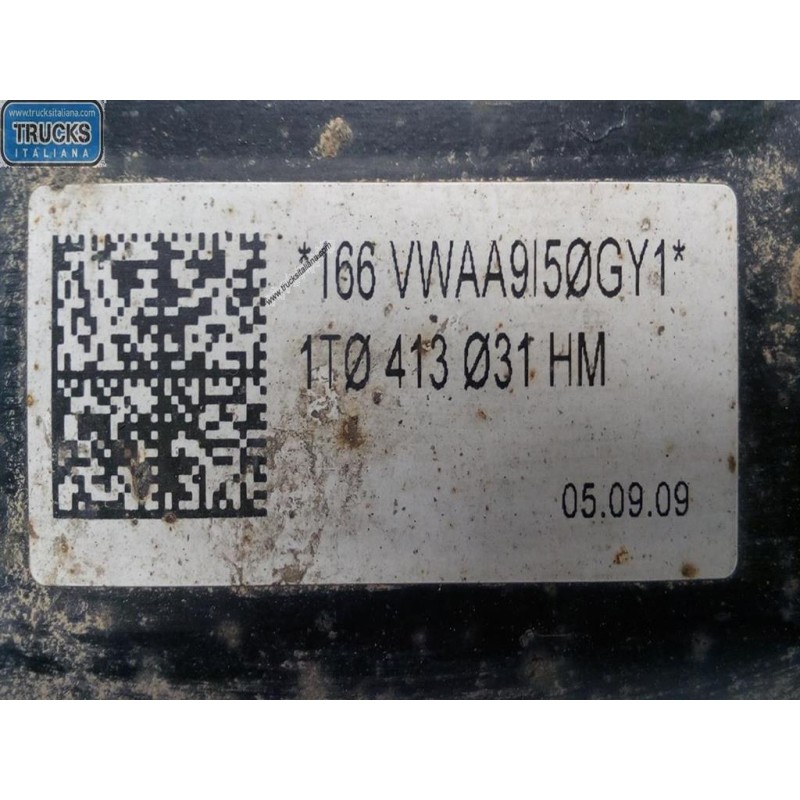 www.trucksitaliana.com
TRUCKS
ITALIANA
*166 VWAA9I5ØGY1*
www.trucksitaliana.com
1TØ 413 Ø31 HM
05.09.09